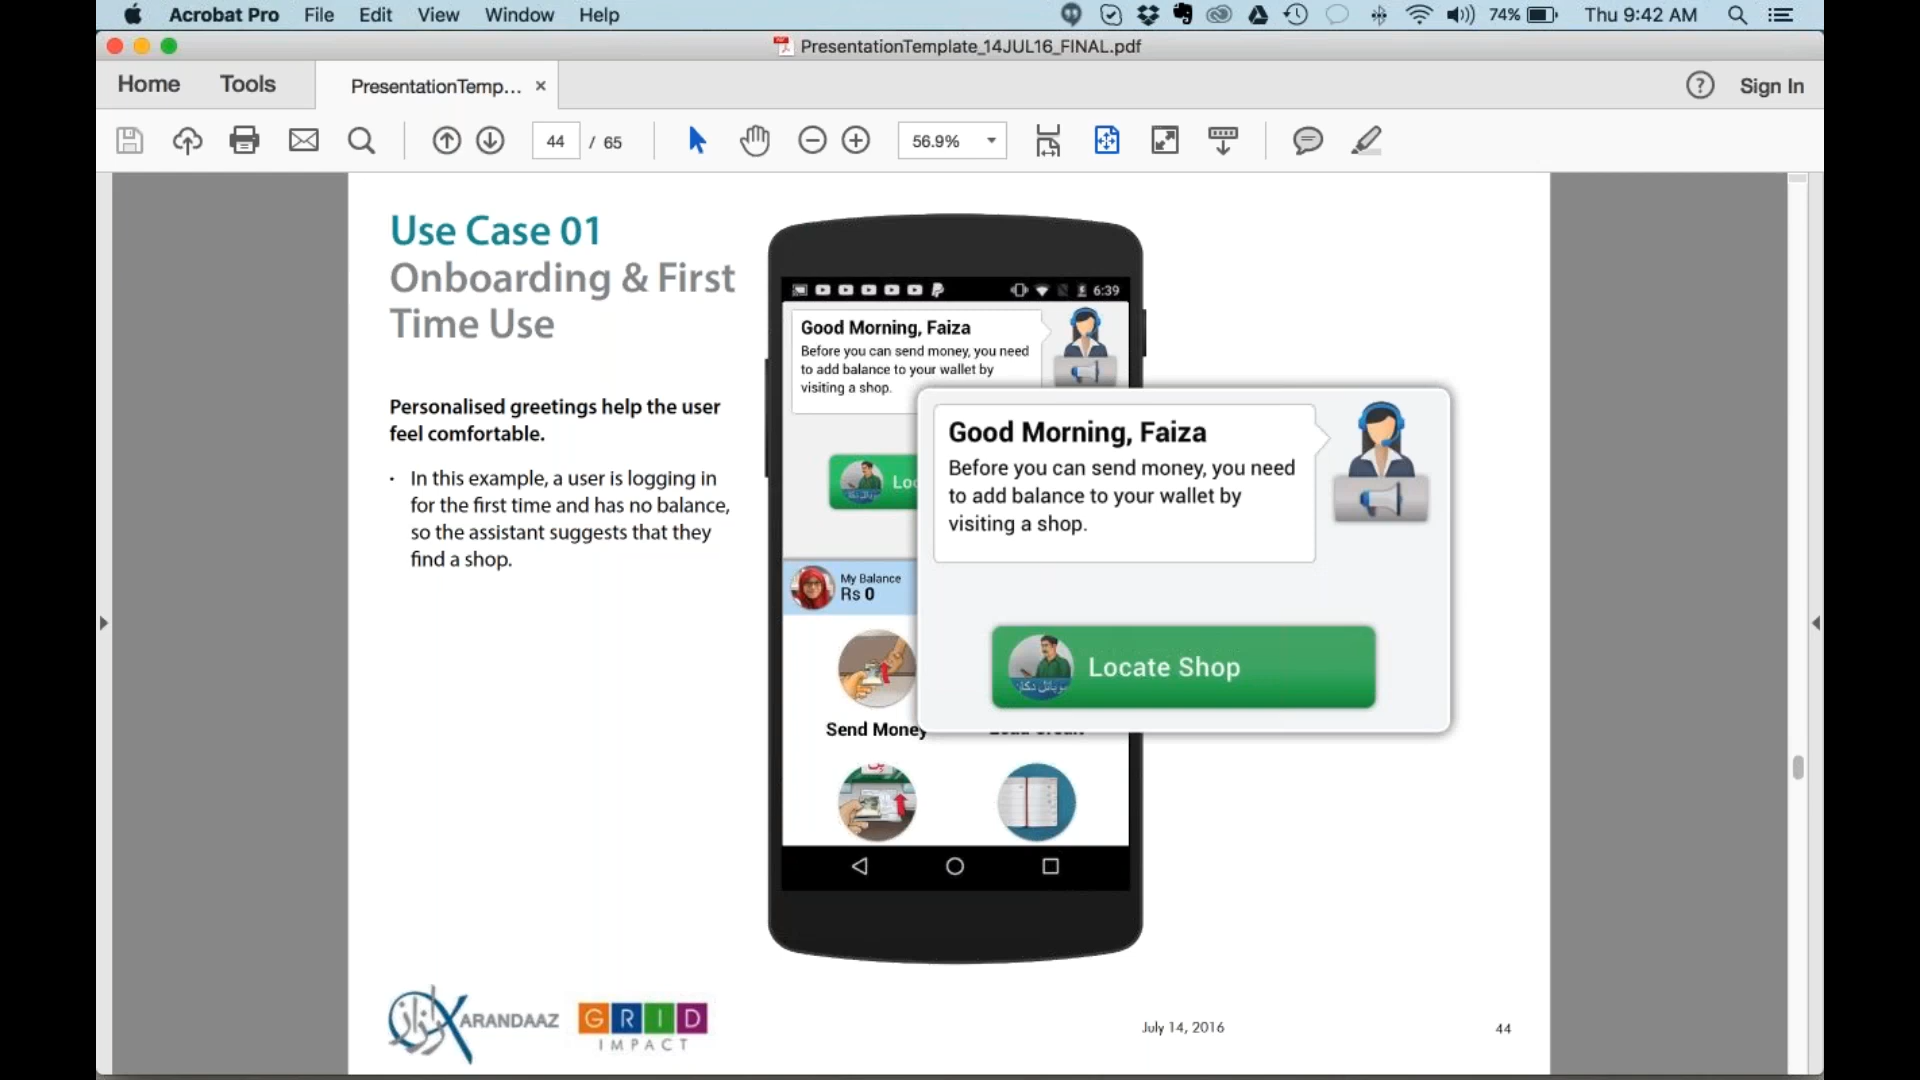 Acrobat Pro File Edit View Window Help 74% Thu 9:42 AM
PresentationTemplate_14JUL16_FINAL.pdf
Home Tools PresentationTemp... × ? Sign In
44 / 65 56.9%
Use Case 01
Onboarding & First
Time Use
Personalised greetings help the user
feel comfortable.
· In this example, a user is logging in
for the first time and has no balance,
so the assistant suggests that they
find a shop.
6:39
Good Morning, Faiza
Before you can send money, you need
to add balance to your wallet by
visiting a shop.
Loc
My Balance
Rs 0
Send Money
Good Morning, Faiza
Before you can send money, you need
to add balance to your wallet by
visiting a shop.
Locate Shop
ARANDAAZ
GRID
IMPACT
July 14, 2016
44